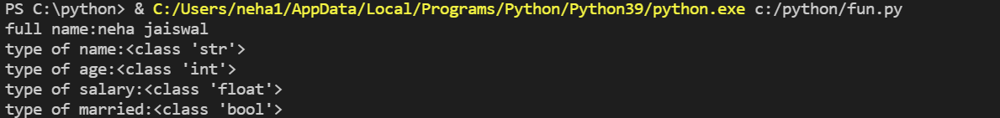 PS C:\python> & C:/Users/neha1/AppData/Local/Programs/Python/Python39/python.exe c:/python/fun.py
full name:neha jaiswal
type of name:<class 'str'>
type of age:<class 'int'>
type of salary:<class 'float'>
type of married:<class 'bool'>